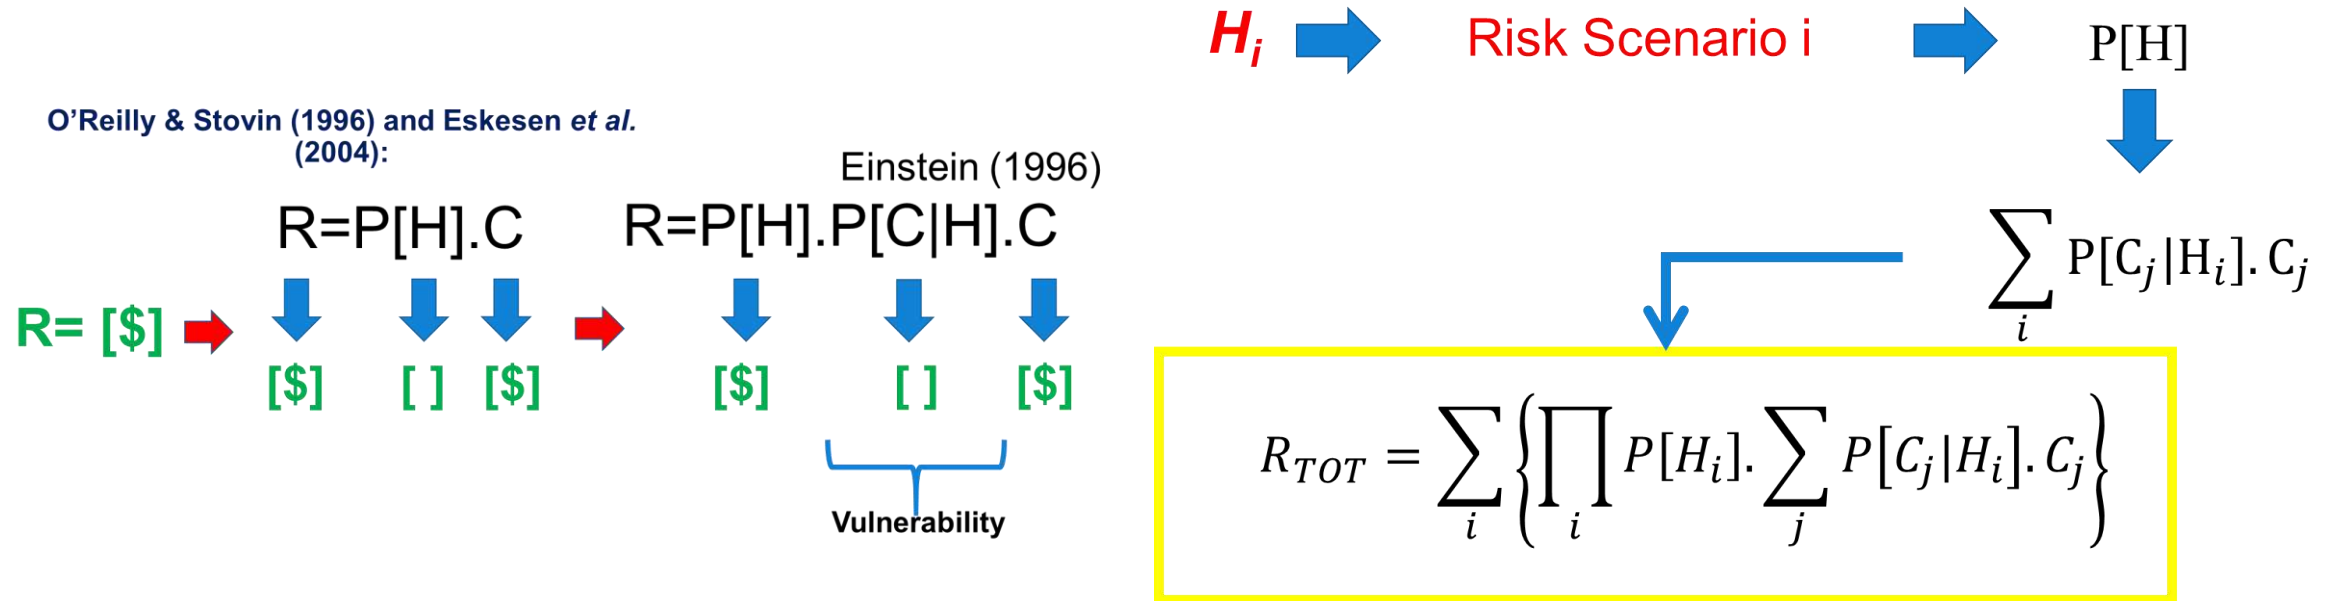 O’Reilly & Stovin (1996) and Eskesen et al.
(2004):
R=P[H].C
R= [$]
[$] [ ] [$]
Einstein (1996)
R=P[H].P[C|H].C
[$] [ ] [$]
Vulnerability
H_i Risk Scenario i P[H]
∑_i P[C_j|H_i].C_j
R_TOT = ∑_i {∏_i P[H_i].∑_j P[C_j|H_i].C_j}